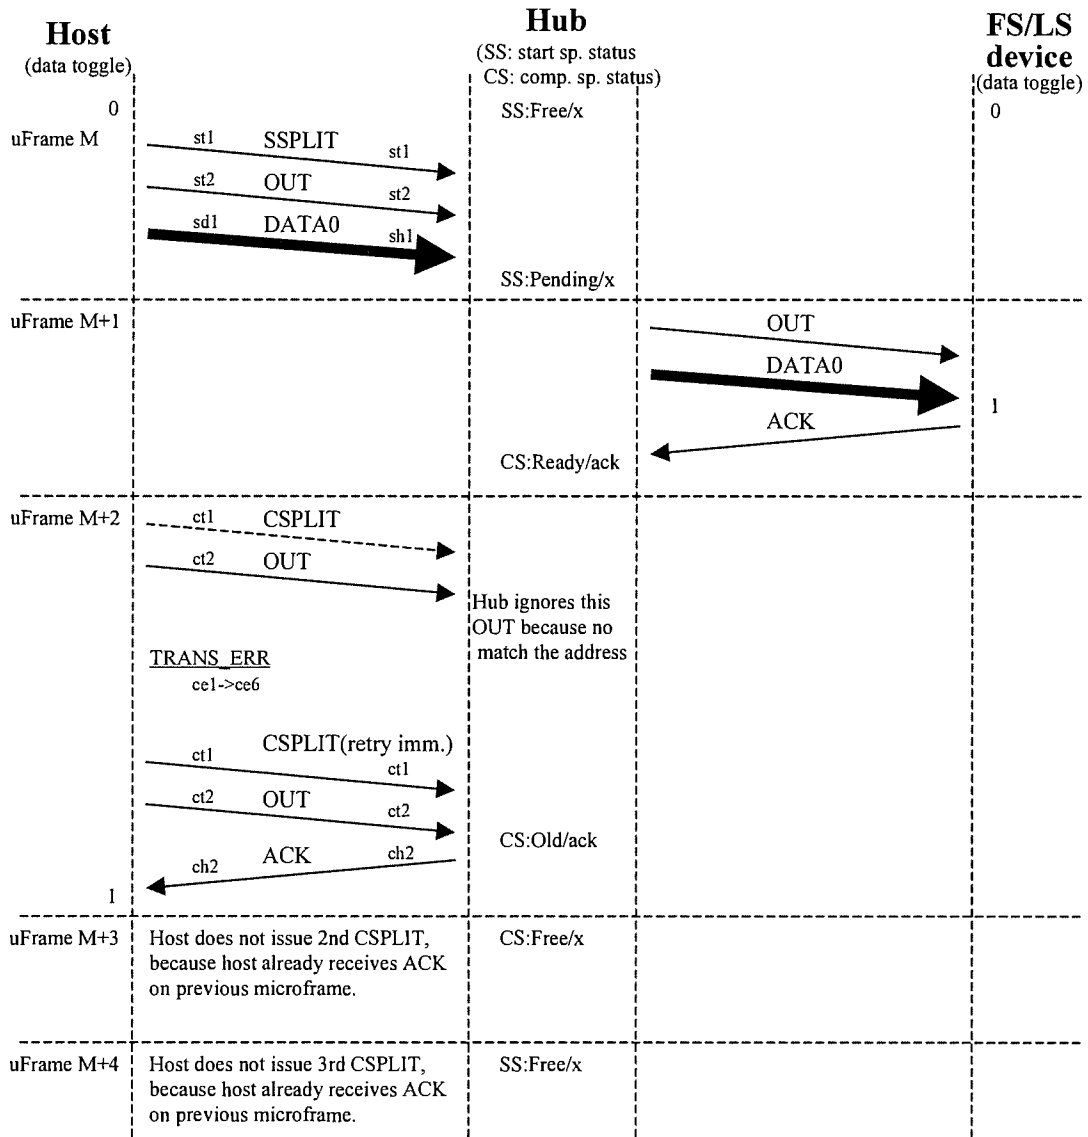 Host
(data toggle)
Hub
(SS: start sp. status
CS: comp. sp. status)
FS/LS
device
(data toggle)
0
SS:Free/x
0
uFrame M
st1 SSPLIT st1
st2 OUT st2
sd1 DATA0 sh1
SS:Pending/x
uFrame M+1
OUT
DATA0
1
ACK
CS:Ready/ack
uFrame M+2
ct1 CSPLIT
ct2 OUT
Hub ignores this
OUT because no
match the address
TRANS_ERR
ce1->ce6
CSPLIT(retry imm.)
ct1 ct1
ct2 OUT ct2
CS:Old/ack
ACK ch2
ch2
1
uFrame M+3
Host does not issue 2nd CSPLIT,
because host already receives ACK
on previous microframe.
CS:Free/x
uFrame M+4
Host does not issue 3rd CSPLIT,
because host already receives ACK
on previous microframe.
SS:Free/x